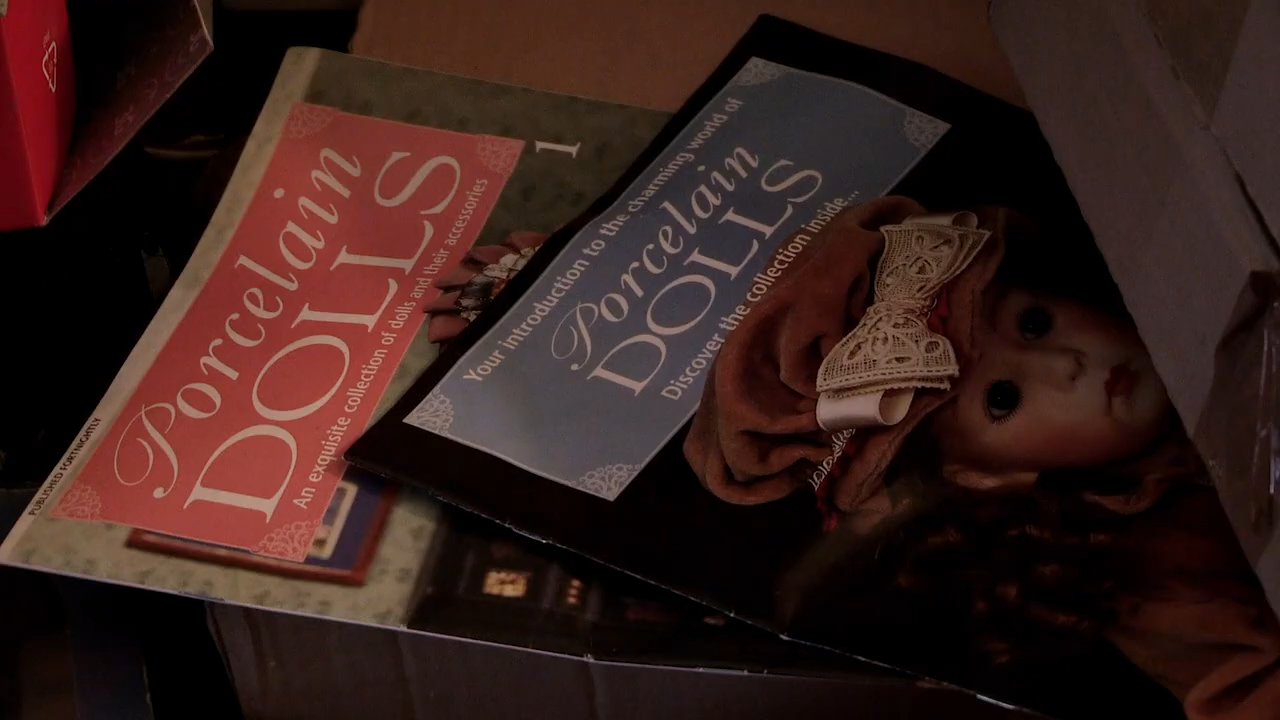 PUBLISHED FORTNIGHTLY
Porcelain
DOLLS
An exquisite collection of dolls and their accessories
1
Your introduction to the charming world of
Porcelain
DOLLS
Discover the collection inside...